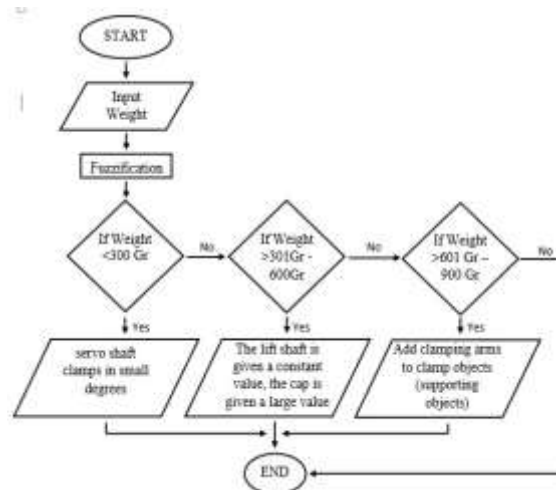 START
Input
Weight
Fuzzification
If Weight
<300 Gr
No
If Weight
>301Gr -
600Gr
No
If Weight
>601 Gr –
900 Gr
No
Yes
Yes
Yes
servo shaft
clamps in small
degrees
The lift shaft is
given a constant
value, the cap is
given a large value
Add clamping arms
to clamp objects
(supporting
objects)
END